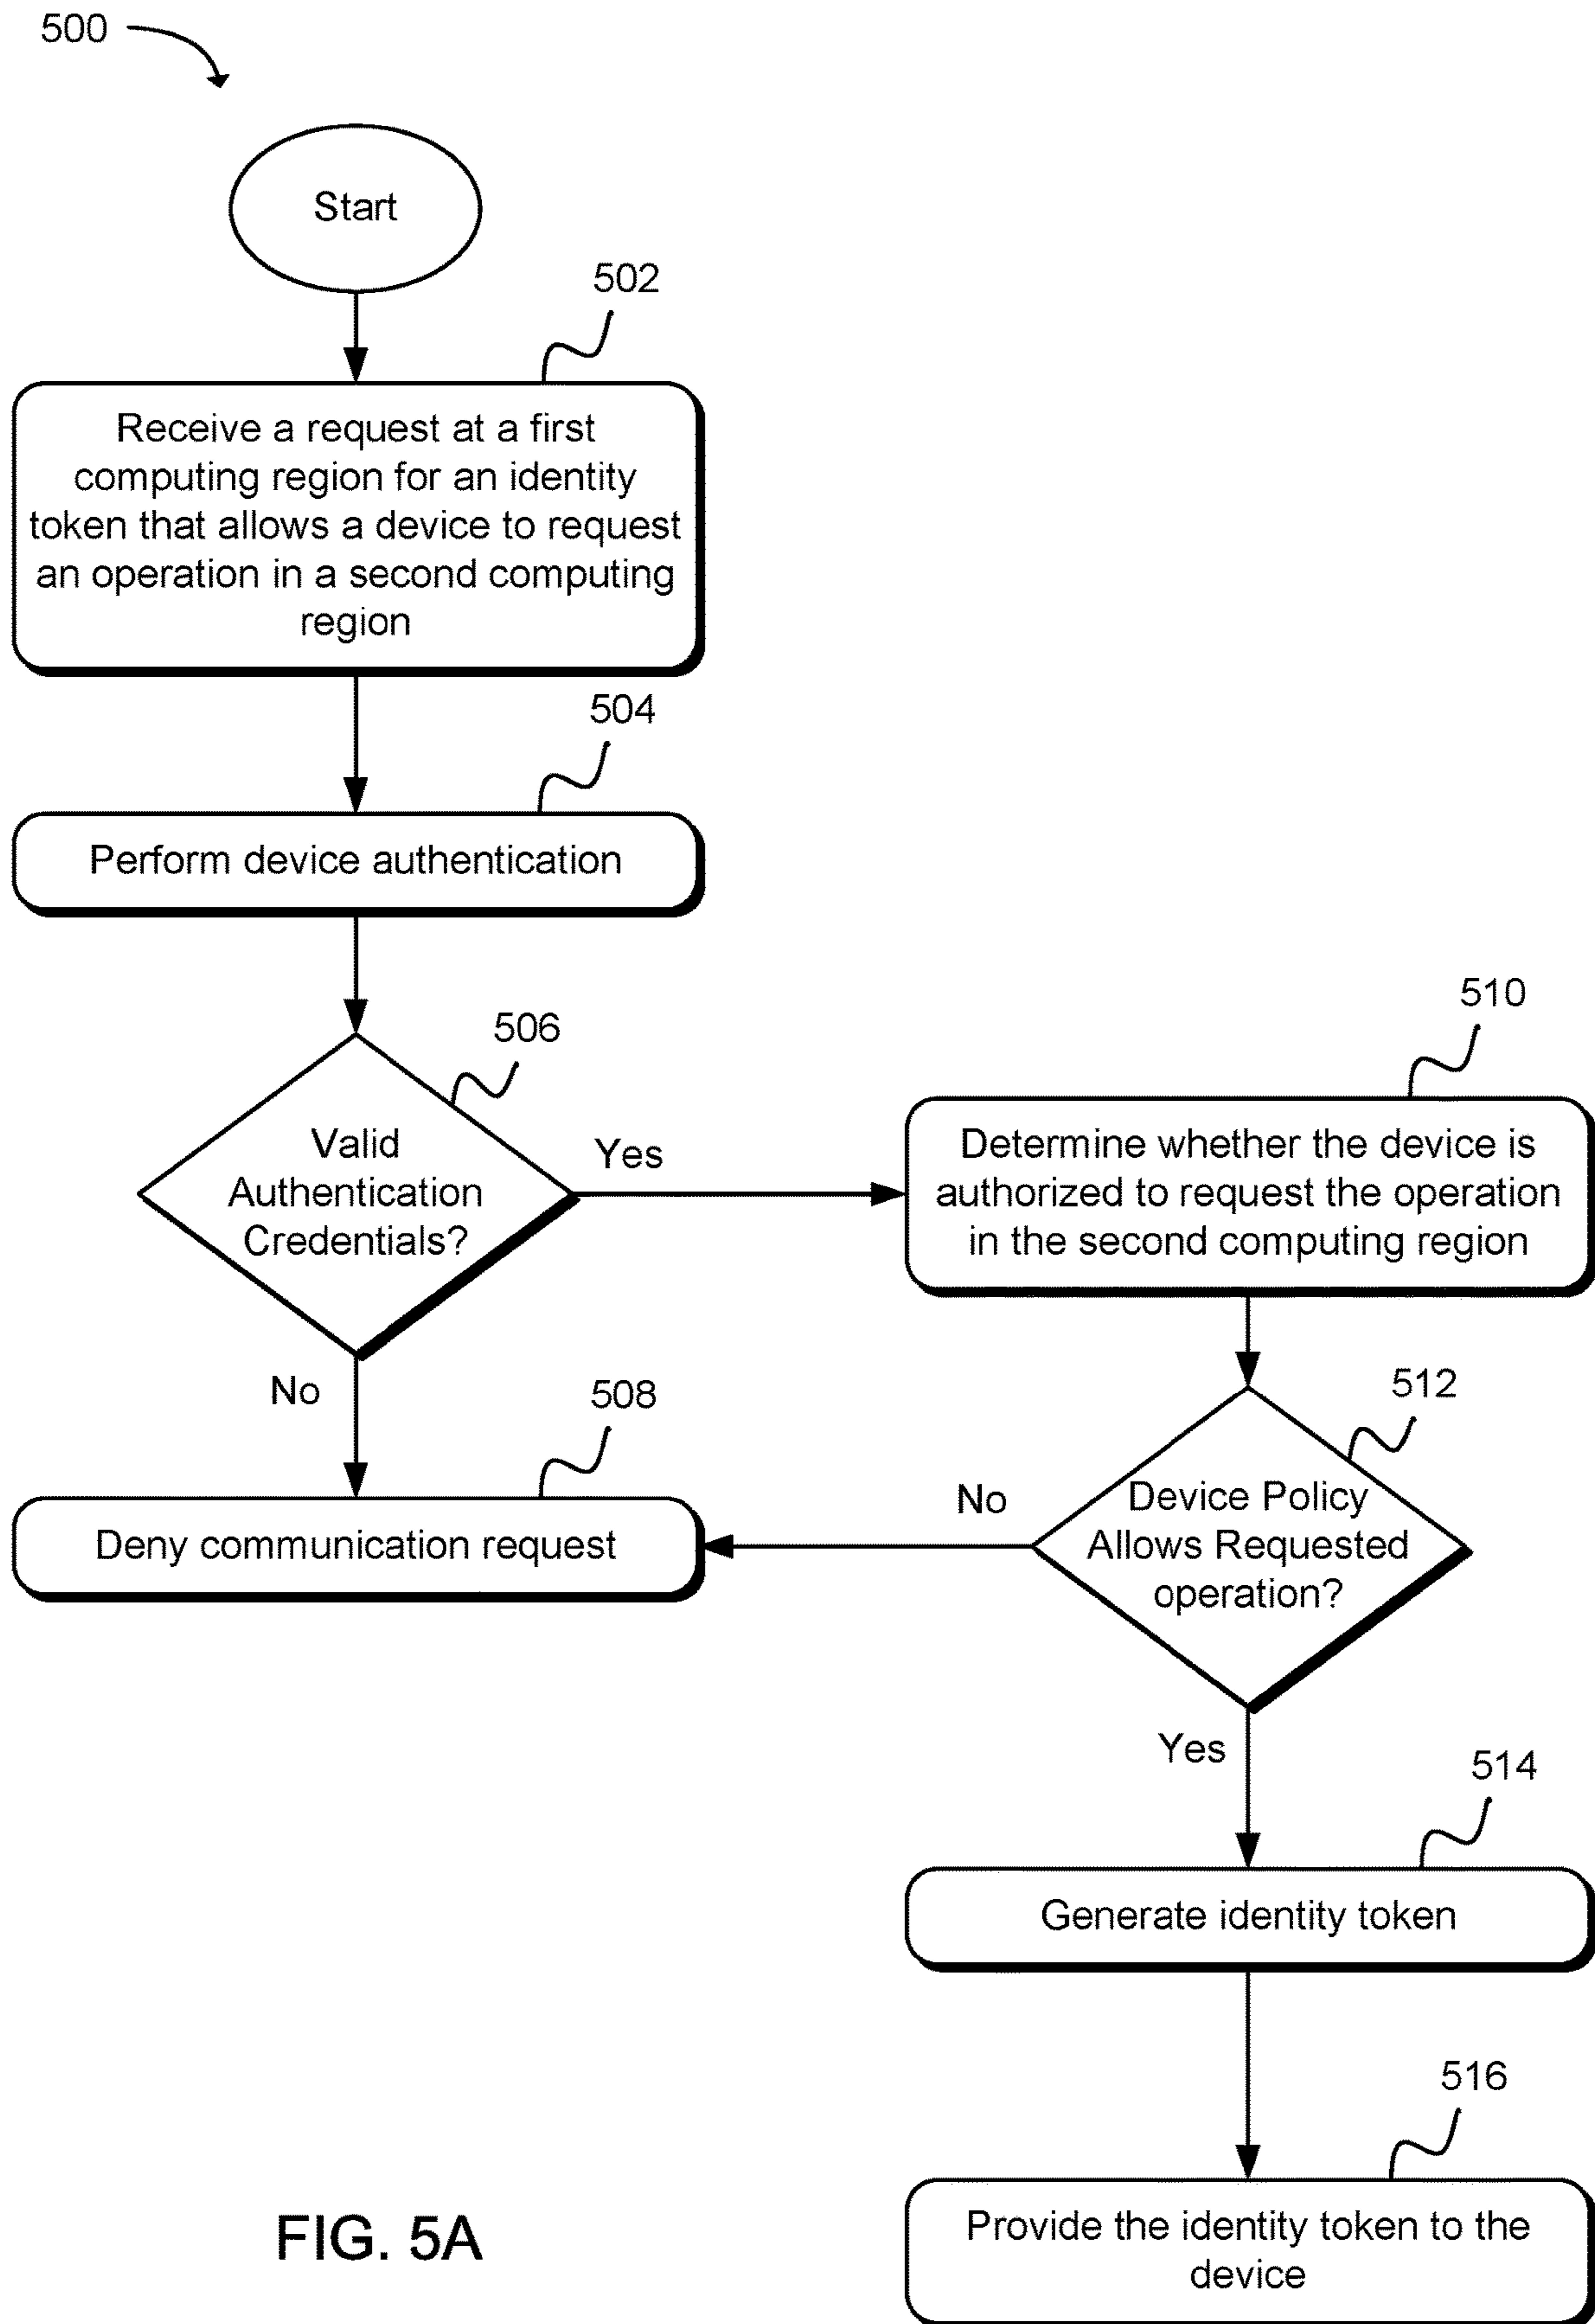 500
Start
502
Receive a request at a first
computing region for an identity
token that allows a device to request
an operation in a second computing
region
504
Perform device authentication
506
Valid
Authentication
Credentials?
Yes
No
510
Determine whether the device is
authorized to request the operation
in the second computing region
508
Deny communication request
512
Device Policy
Allows Requested
operation?
No
Yes
514
Generate identity token
516
Provide the identity token to the
device
FIG. 5A